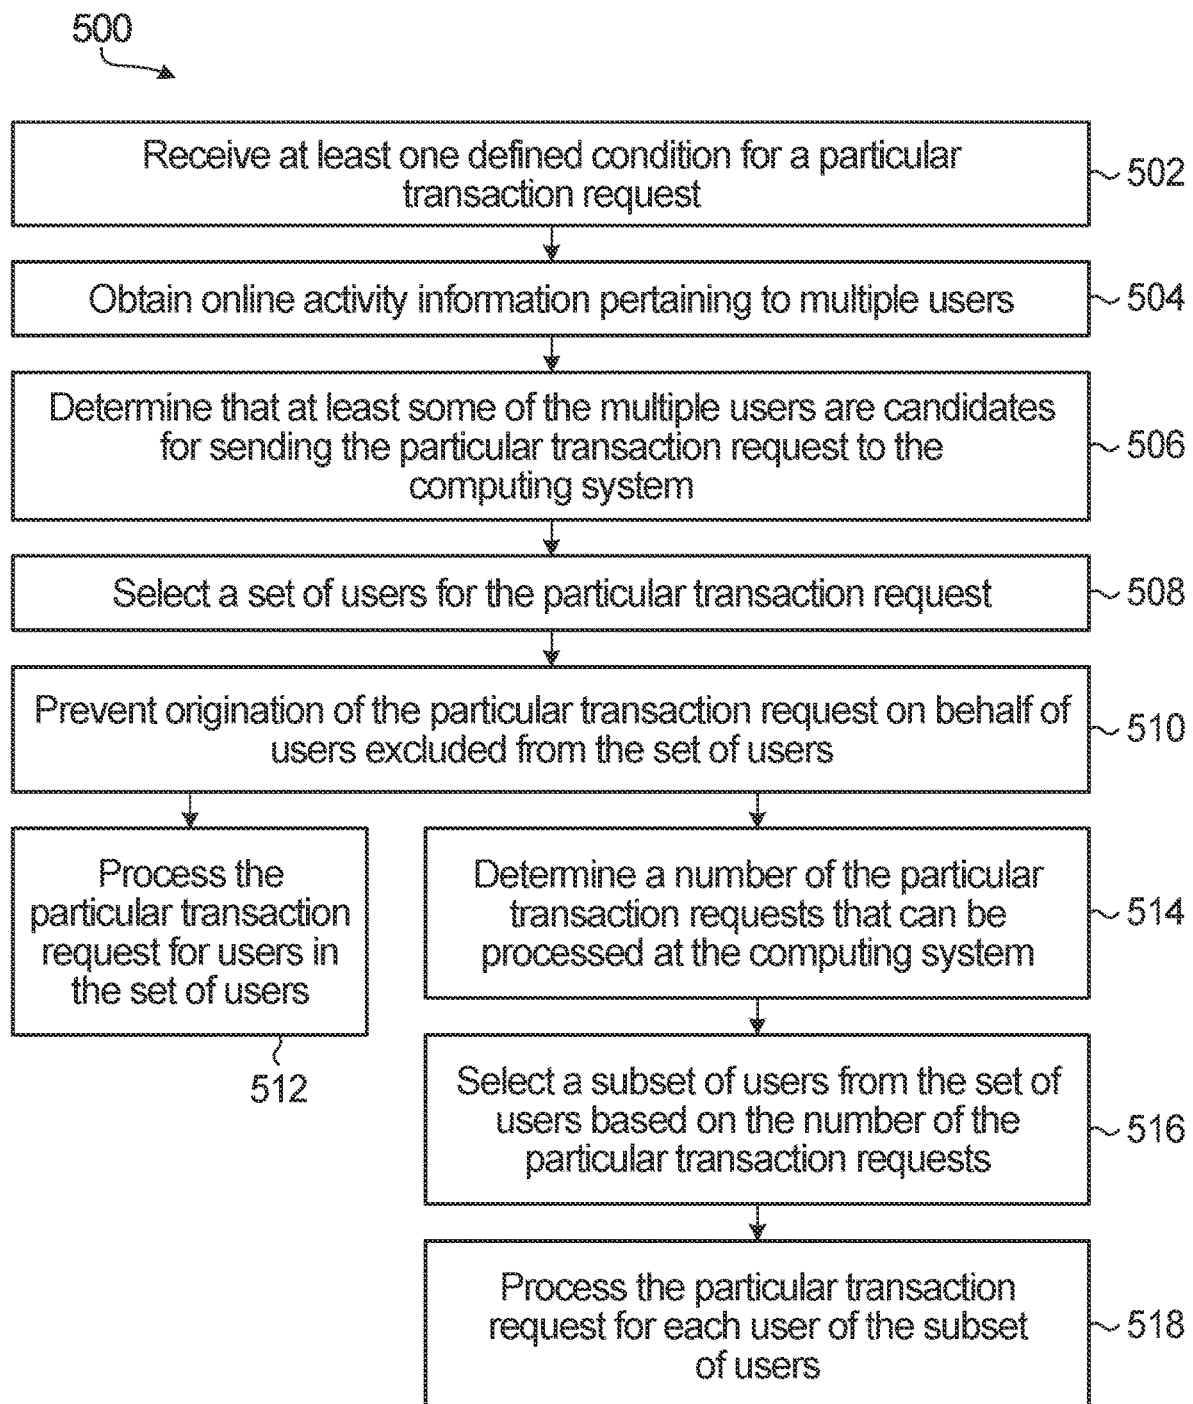 500
Receive at least one defined condition for a particular
transaction request
502
Obtain online activity information pertaining to multiple users
504
Determine that at least some of the multiple users are candidates
for sending the particular transaction request to the
computing system
506
Select a set of users for the particular transaction request
508
Prevent origination of the particular transaction request on behalf of
users excluded from the set of users
510
Process the
particular transaction
request for users in
the set of users
512
Determine a number of the particular
transaction requests that can be
processed at the computing system
514
Select a subset of users from the set of
users based on the number of the
particular transaction requests
516
Process the particular transaction
request for each user of the subset
of users
518